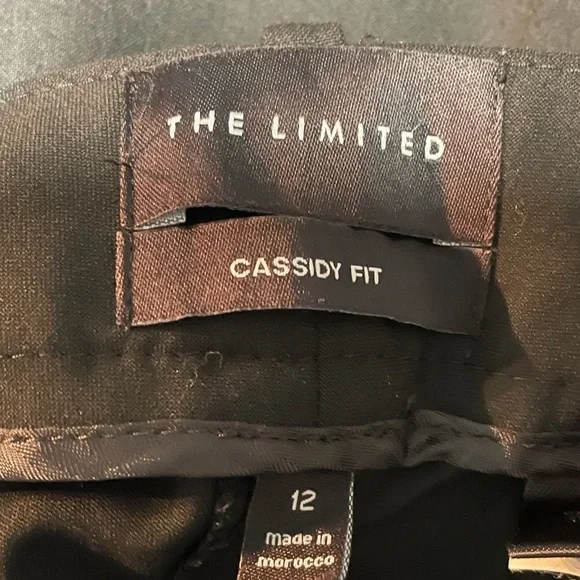 THE LIMITED
CASSIDY FIT
12
made in
morocco